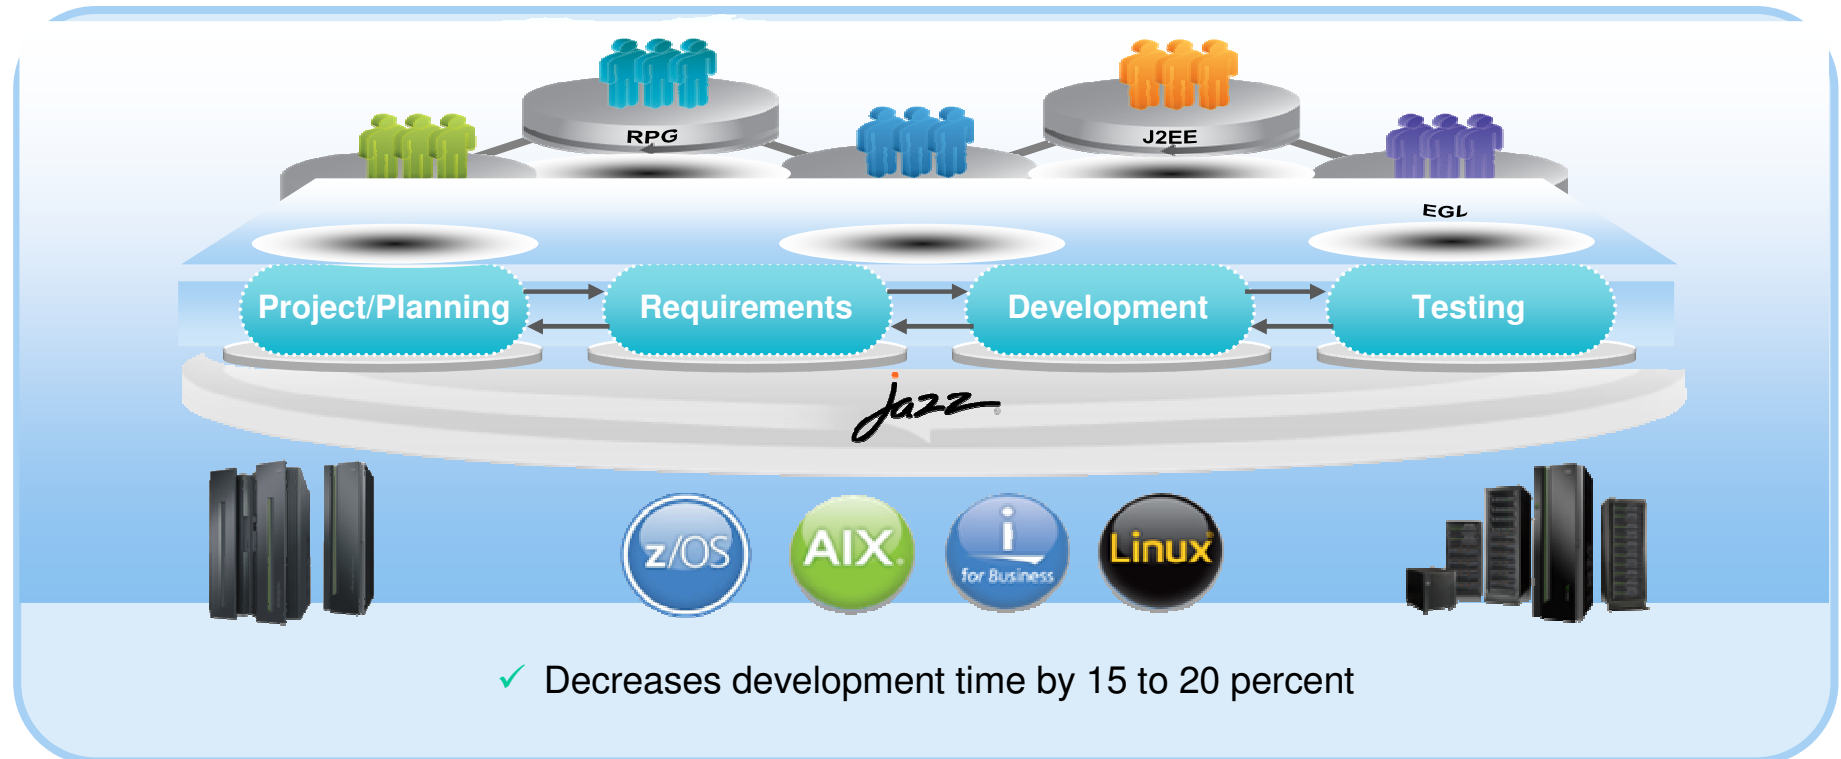 RPG
J2EE
EGL
Project/Planning
Requirements
Development
Testing
jazz
z/OS
AIX
i
for Business
Linux
✓ Decreases development time by 15 to 20 percent